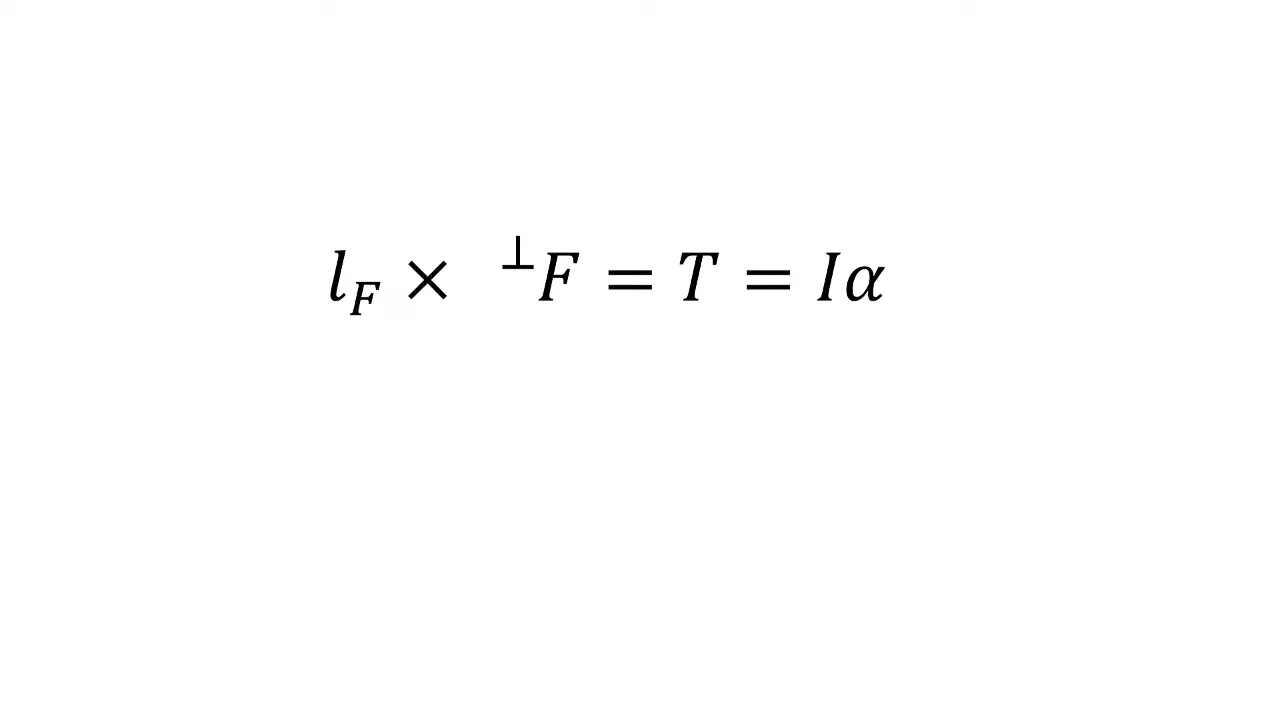 l_F × ^⊥F = T = Iα